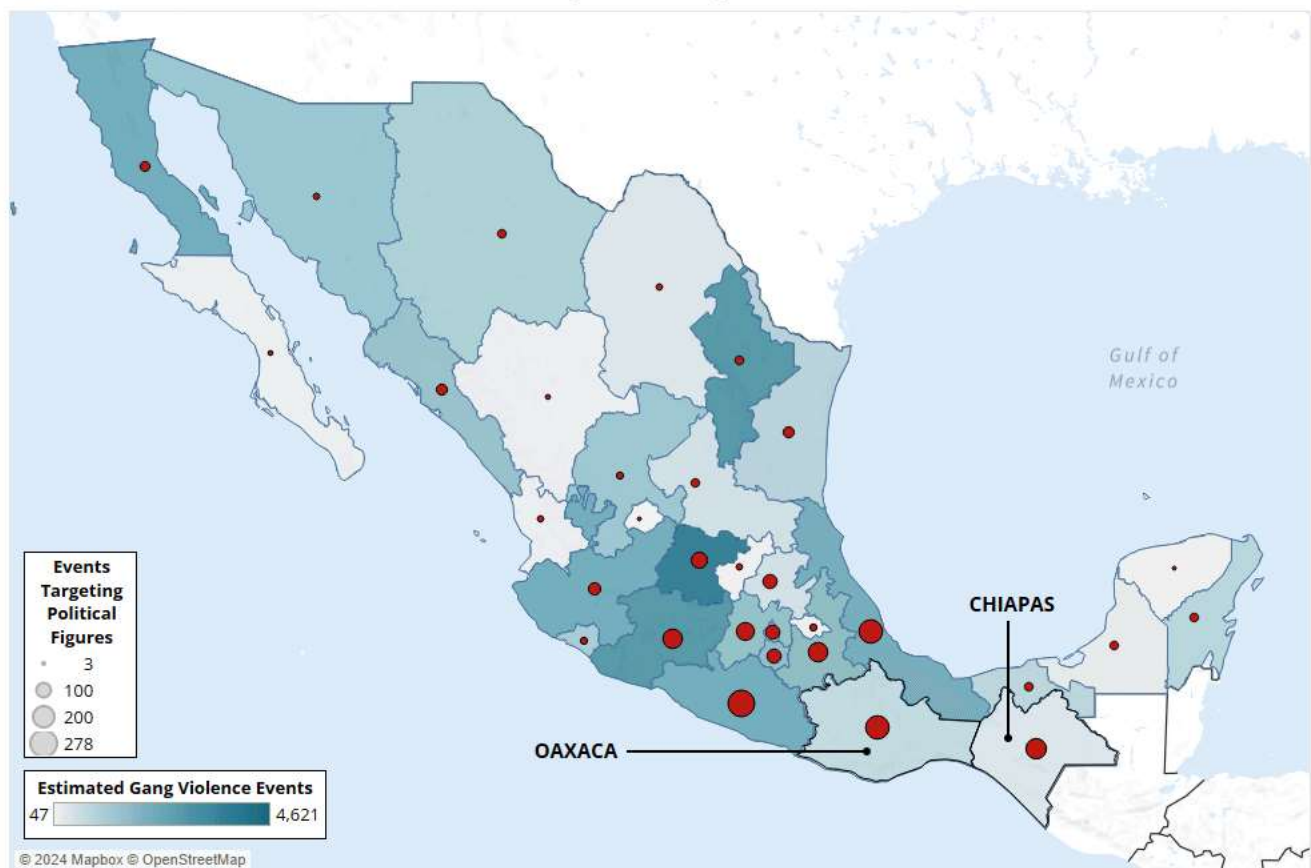 Gulf of
Mexico
CHIAPAS
OAXACA
Events
Targeting
Political
Figures
3
100
200
278
Estimated Gang Violence Events
47 4,621
© 2024 Mapbox © OpenStreetMap